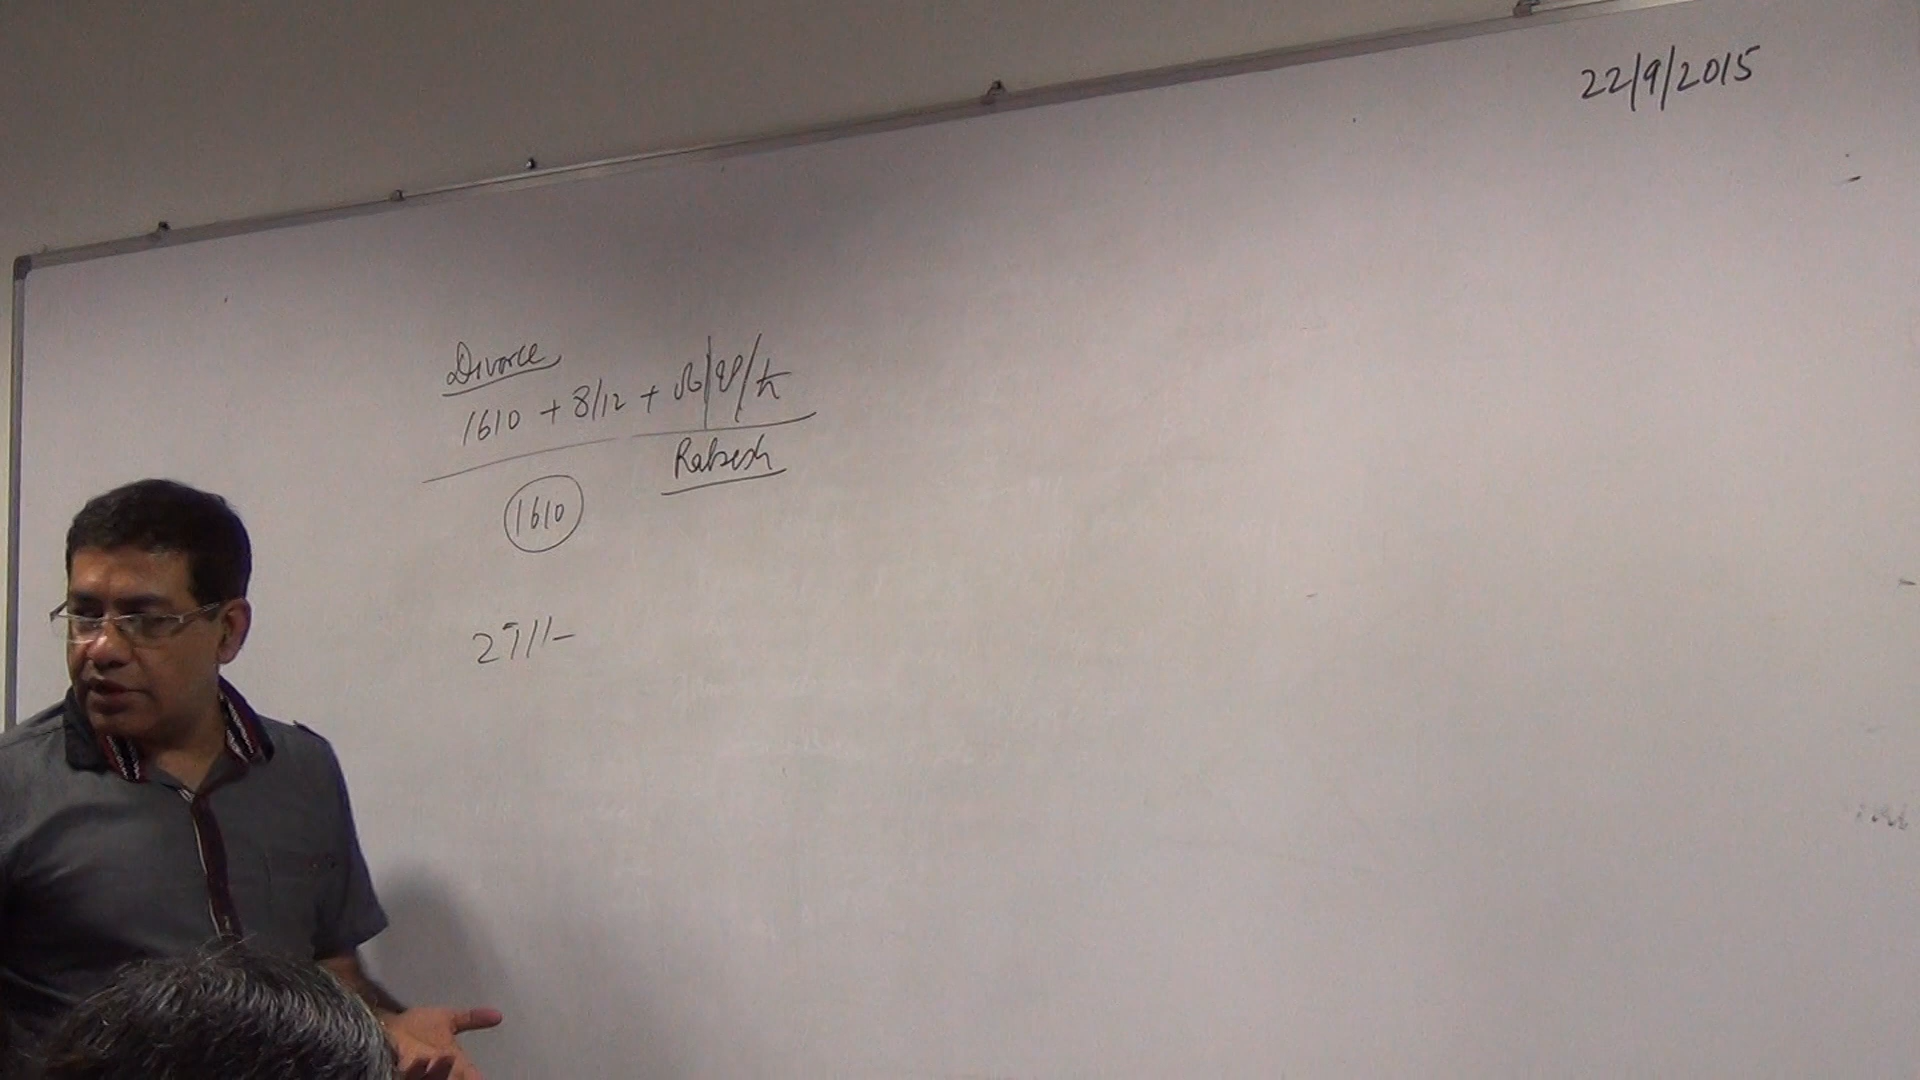 22/9/2015
Divorce
1610 + 8/12 + ♌/♅/♄
Rakesh
1610
27/-